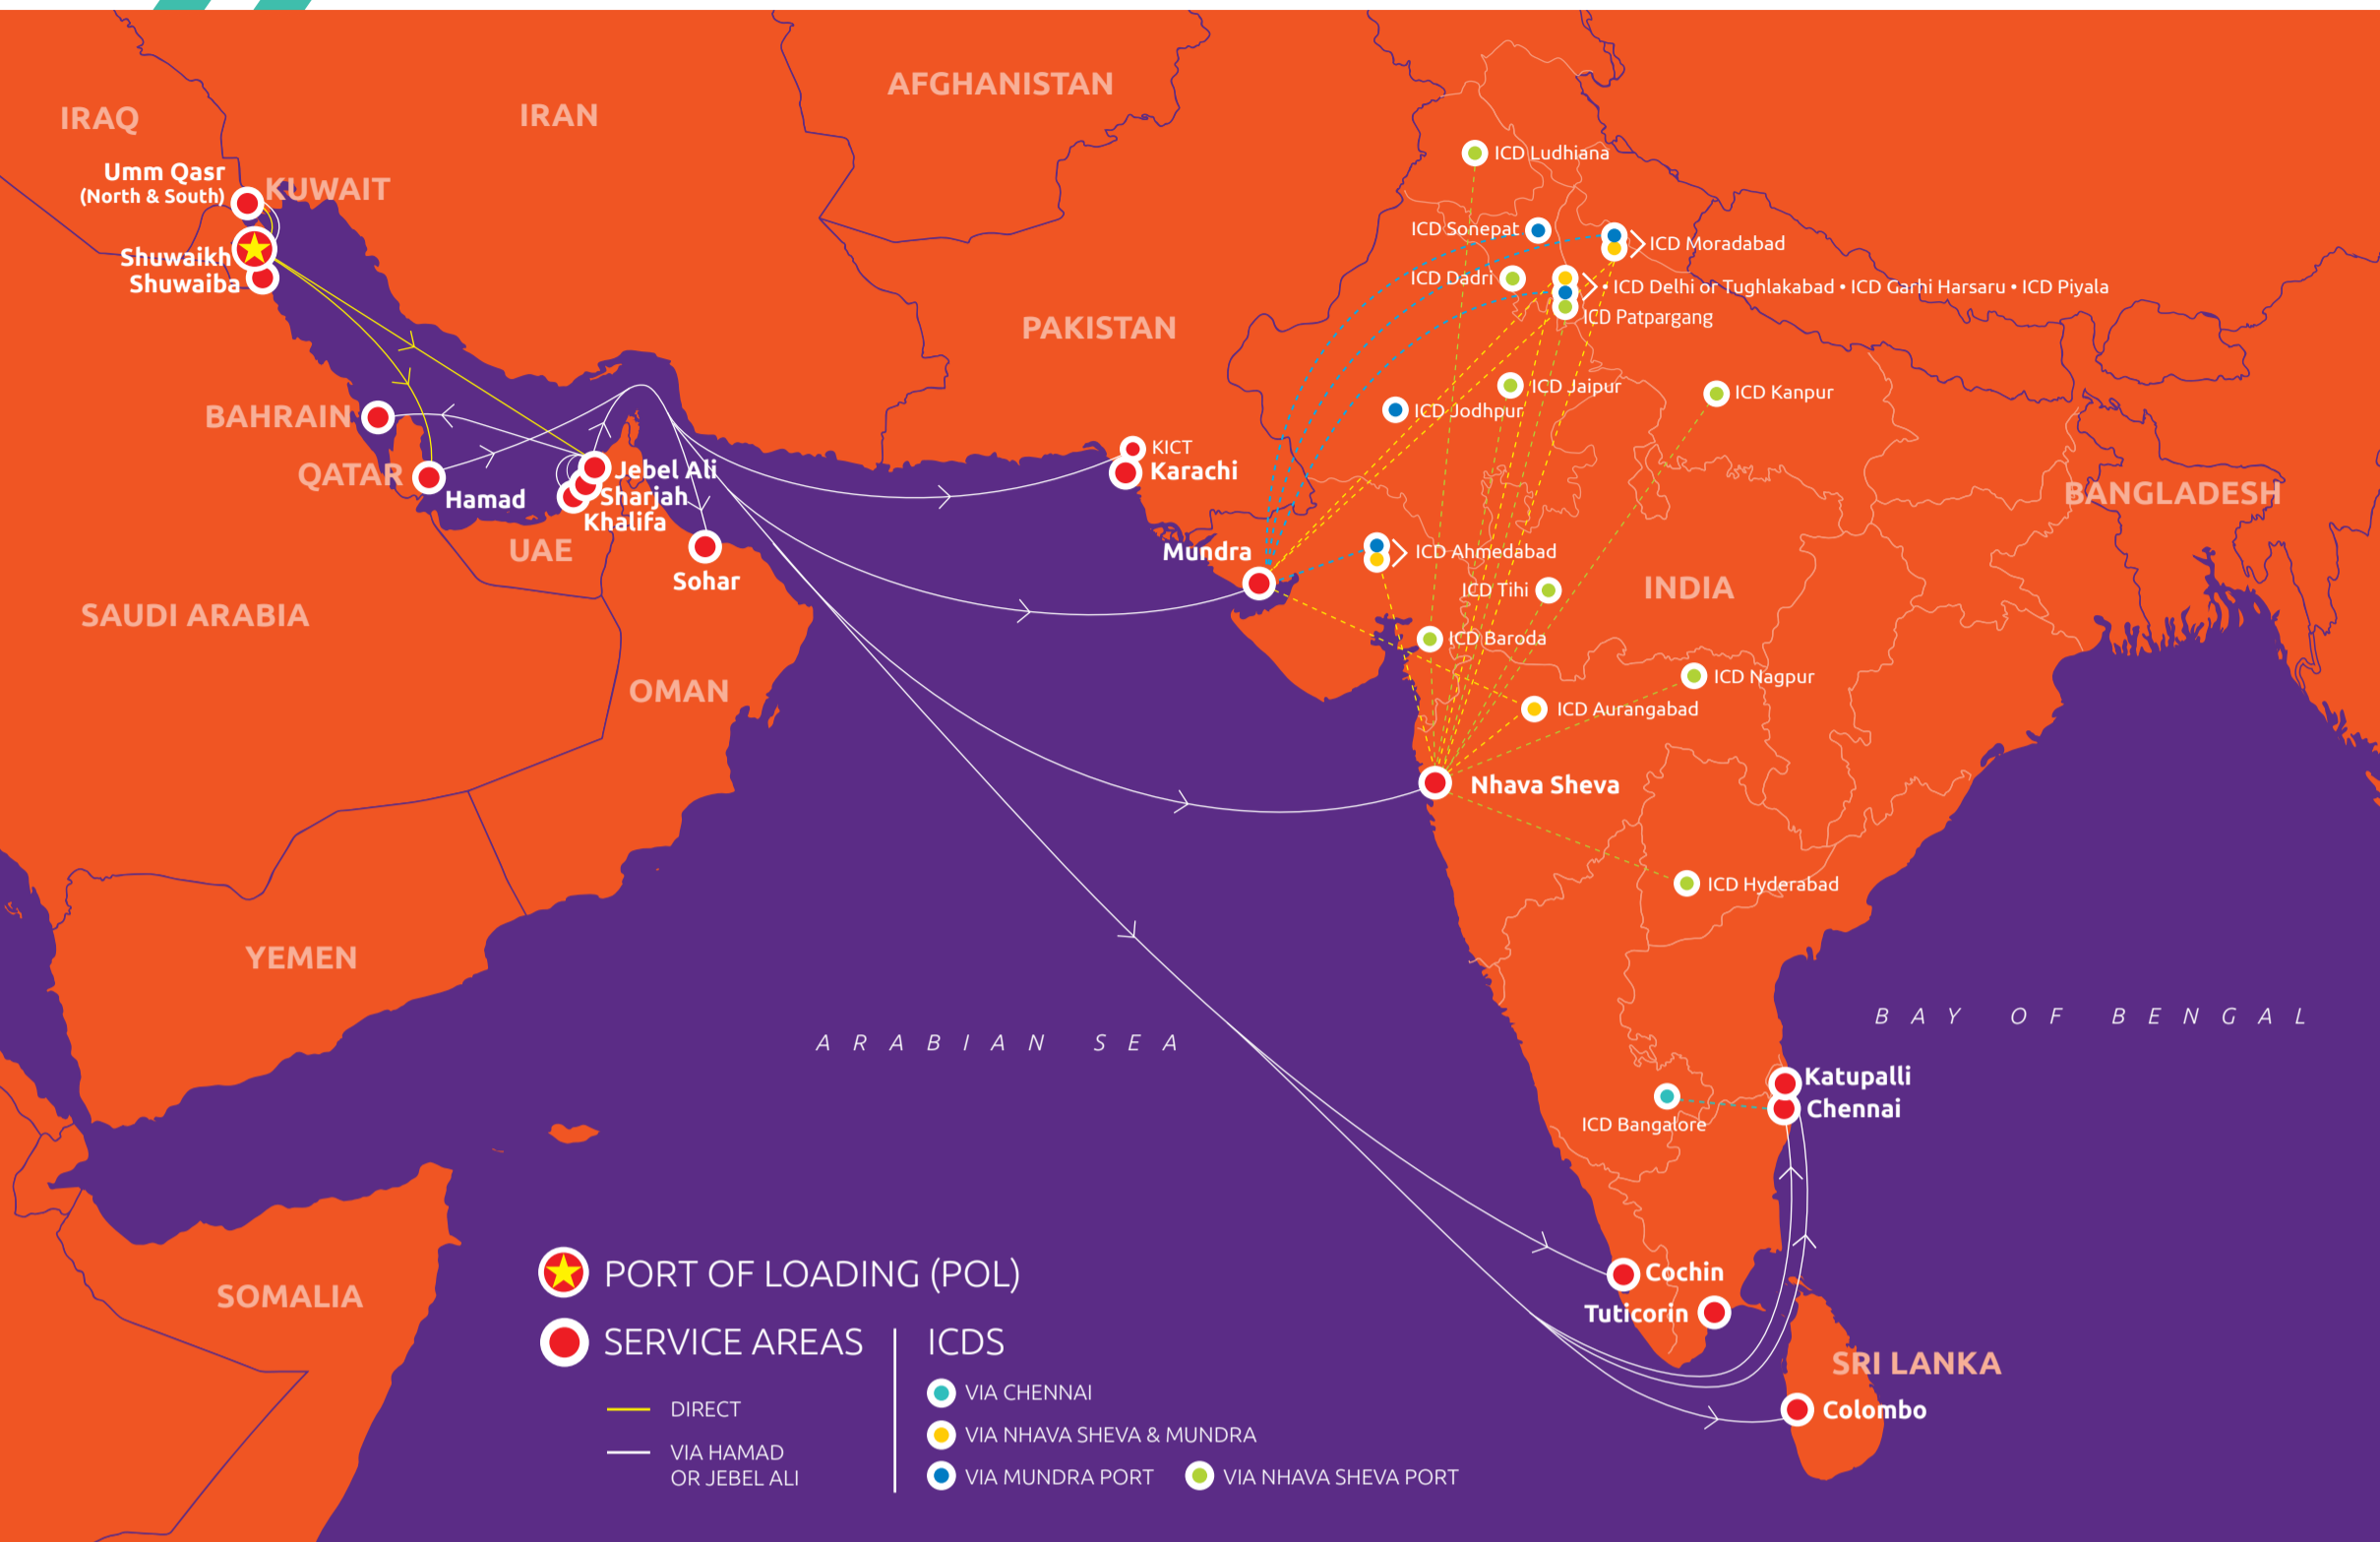 AFGHANISTAN
IRAQ
IRAN
Umm Qasr
(North & South)
KUWAIT
Shuwaikh
Shuwaiba
ICD Ludhiana
ICD Sonepat
ICD Moradabad
ICD Dadri
• ICD Delhi or Tughlakabad • ICD Garhi Harsaru • ICD Piyala
ICD Patpargang
PAKISTAN
ICD Jaipur
ICD Kanpur
ICD Jodhpur
BAHRAIN
QATAR
Hamad
Jebel Ali
Sharjah
Khalifa
KICT
Karachi
BANGLADESH
UAE
Sohar
Mundra
ICD Ahmedabad
ICD Tihi
INDIA
SAUDI ARABIA
ICD Baroda
ICD Nagpur
OMAN
ICD Aurangabad
Nhava Sheva
ICD Hyderabad
YEMEN
ARABIAN SEA
BAY OF BENGAL
Katupalli
Chennai
ICD Bangalore
SOMALIA
Cochin
Tuticorin
SRI LANKA
Colombo
PORT OF LOADING (POL)
SERVICE AREAS
DIRECT
VIA HAMAD
OR JEBEL ALI
ICDS
VIA CHENNAI
VIA NHAVA SHEVA & MUNDRA
VIA MUNDRA PORT
VIA NHAVA SHEVA PORT